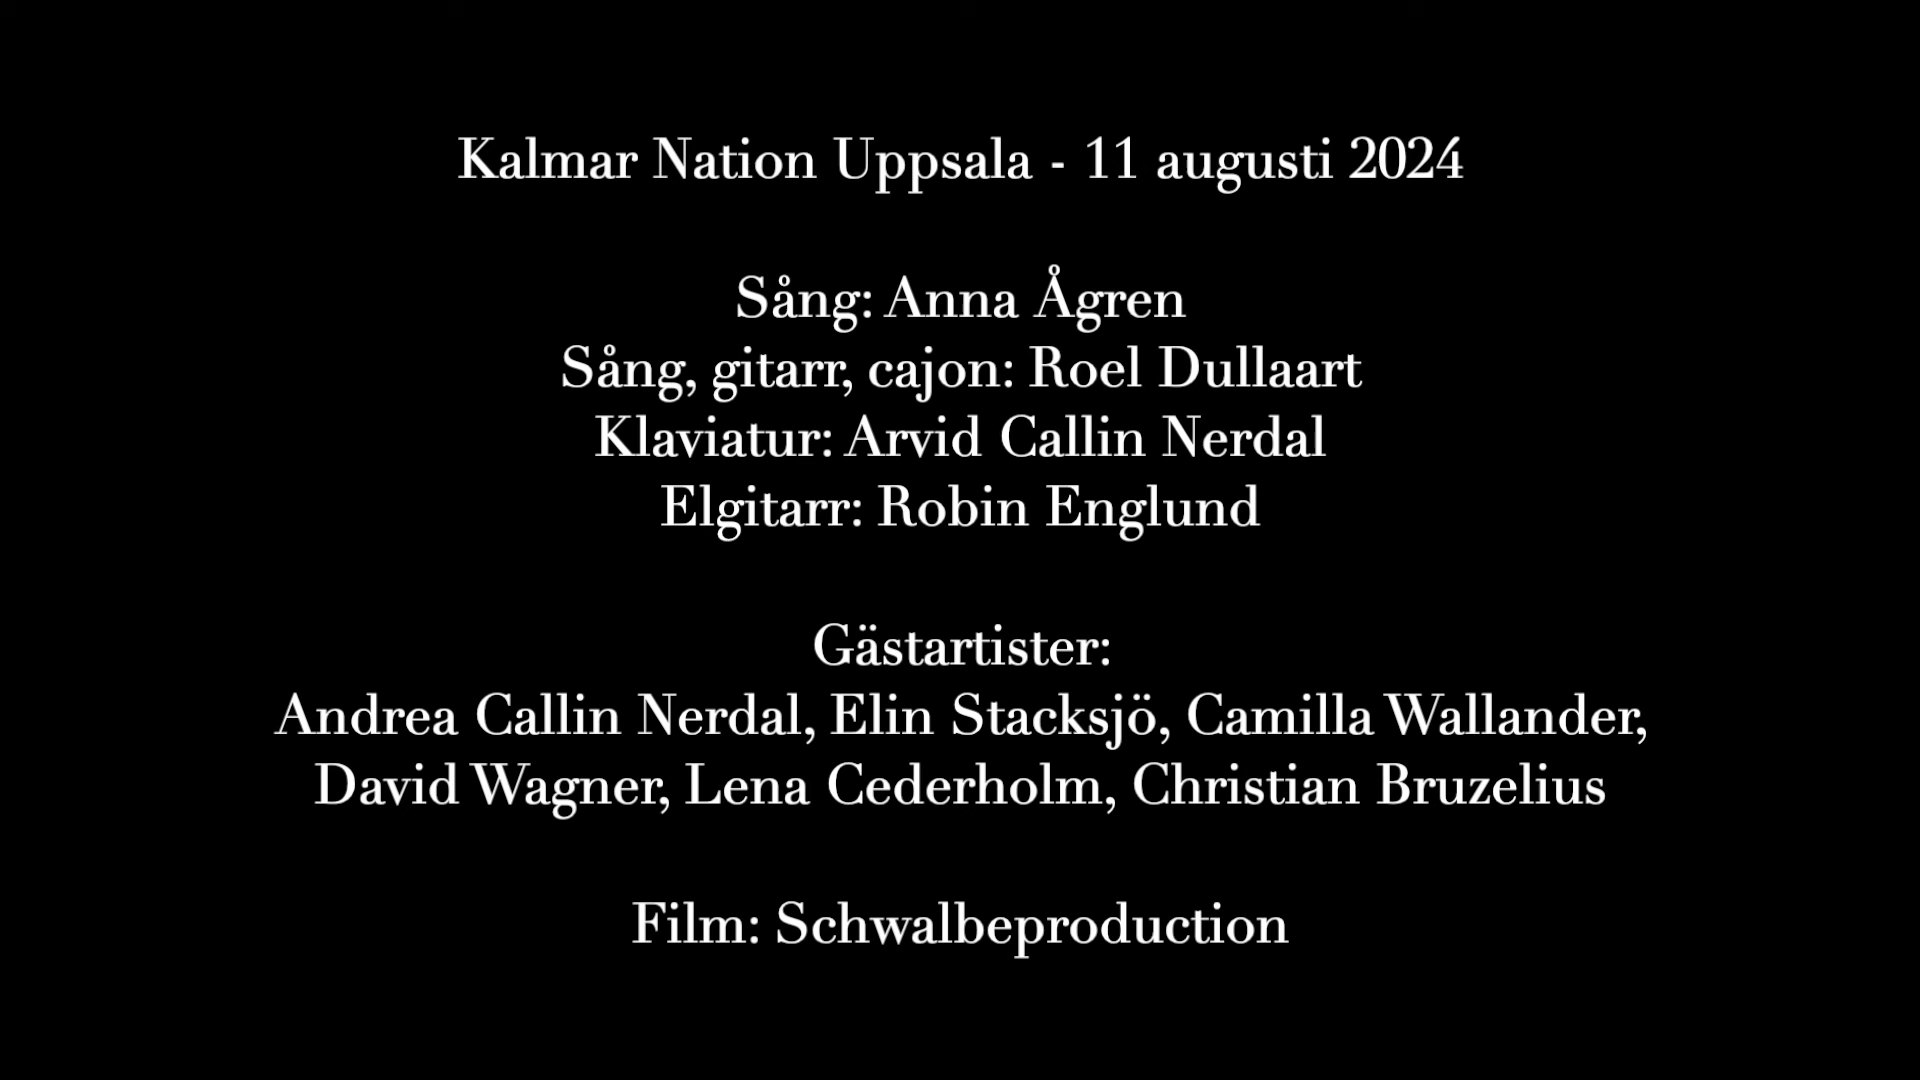 Kalmar Nation Uppsala - 11 augusti 2024
Sång: Anna Ågren
Sång, gitarr, cajon: Roel Dullaart
Klaviatur: Arvid Callin Nerdal
Elgitarr: Robin Englund
Gästartister:
Andrea Callin Nerdal, Elin Stacksjö, Camilla Wallander,
David Wagner, Lena Cederholm, Christian Bruzelius
Film: Schwalbeproduction